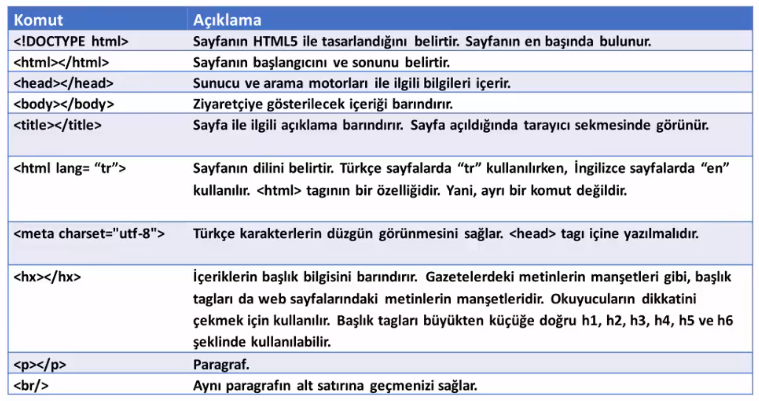 Komut Açıklama
<!DOCTYPE html> Sayfanın HTML5 ile tasarlandığını belirtir. Sayfanın en başında bulunur.
<html></html> Sayfanın başlangıcını ve sonunu belirtir.
<head></head> Sunucu ve arama motorları ile ilgili bilgileri içerir.
<body></body> Ziyaretçiye gösterilecek içeriği barındırır.
<title></title> Sayfa ile ilgili açıklama barındırır. Sayfa açıldığında tarayıcı sekmesinde görünür.
<html lang= “tr”> Sayfanın dilini belirtir. Türkçe sayfalarda “tr” kullanılırken, İngilizce sayfalarda “en”
kullanılır. <html> tagının bir özelliğidir. Yani, ayrı bir komut değildir.
<meta charset="utf-8"> Türkçe karakterlerin düzgün görünmesini sağlar. <head> tagı içine yazılmalıdır.
<hx></hx> İçeriklerin başlık bilgisini barındırır. Gazetelerdeki metinlerin manşetleri gibi, başlık
tagları da web sayfalarındaki metinlerin manşetleridir. Okuyucuların dikkatini
çekmek için kullanılır. Başlık tagları büyükten küçüğe doğru h1, h2, h3, h4, h5 ve h6
şeklinde kullanılabilir.
<p></p> Paragraf.
<br/> Aynı paragrafın alt satırına geçmenizi sağlar.